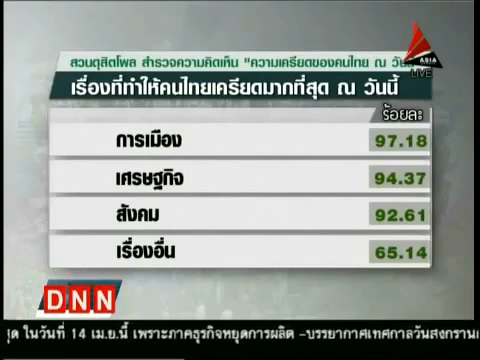 สวนดุสิตโพล สำรวจความคิดเห็น "ความเครียดของคนไทย ณ
ASIA
LIVE
เรื่องที่ทำให้คนไทยเครียดมากที่สุด ณ วันนี้
ร้อยละ
การเมือง 97.18
เศรษฐกิจ 94.37
สังคม 92.61
เรื่องอื่น 65.14
DNN
ในวันที่ 14 เม.ย.นี้ เพราะภาคธุรกิจหยุดการผลิต -บรรยากาศเทศกาลวันสงกราน